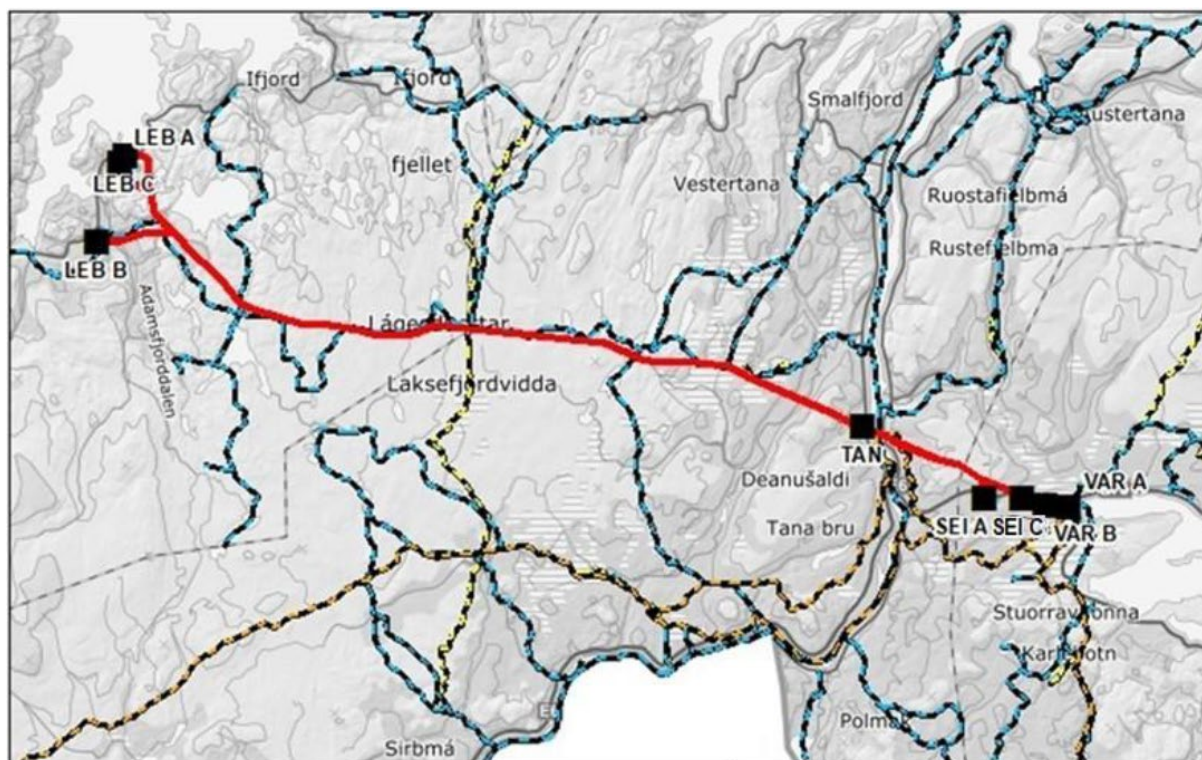 Ifjord
Ifjord
LEB A
LEB C
LEB B
fjellet
Adamsfjorddalen
Smalfjord
ustertana
Vestertana
Ruostafielbmá
Rustefjelbma
Laksefjordvidda
TAN
Deanušaldi
Tana bru
VAR A
SEI A
SEI C
VAR B
Polmak
Sirbmá